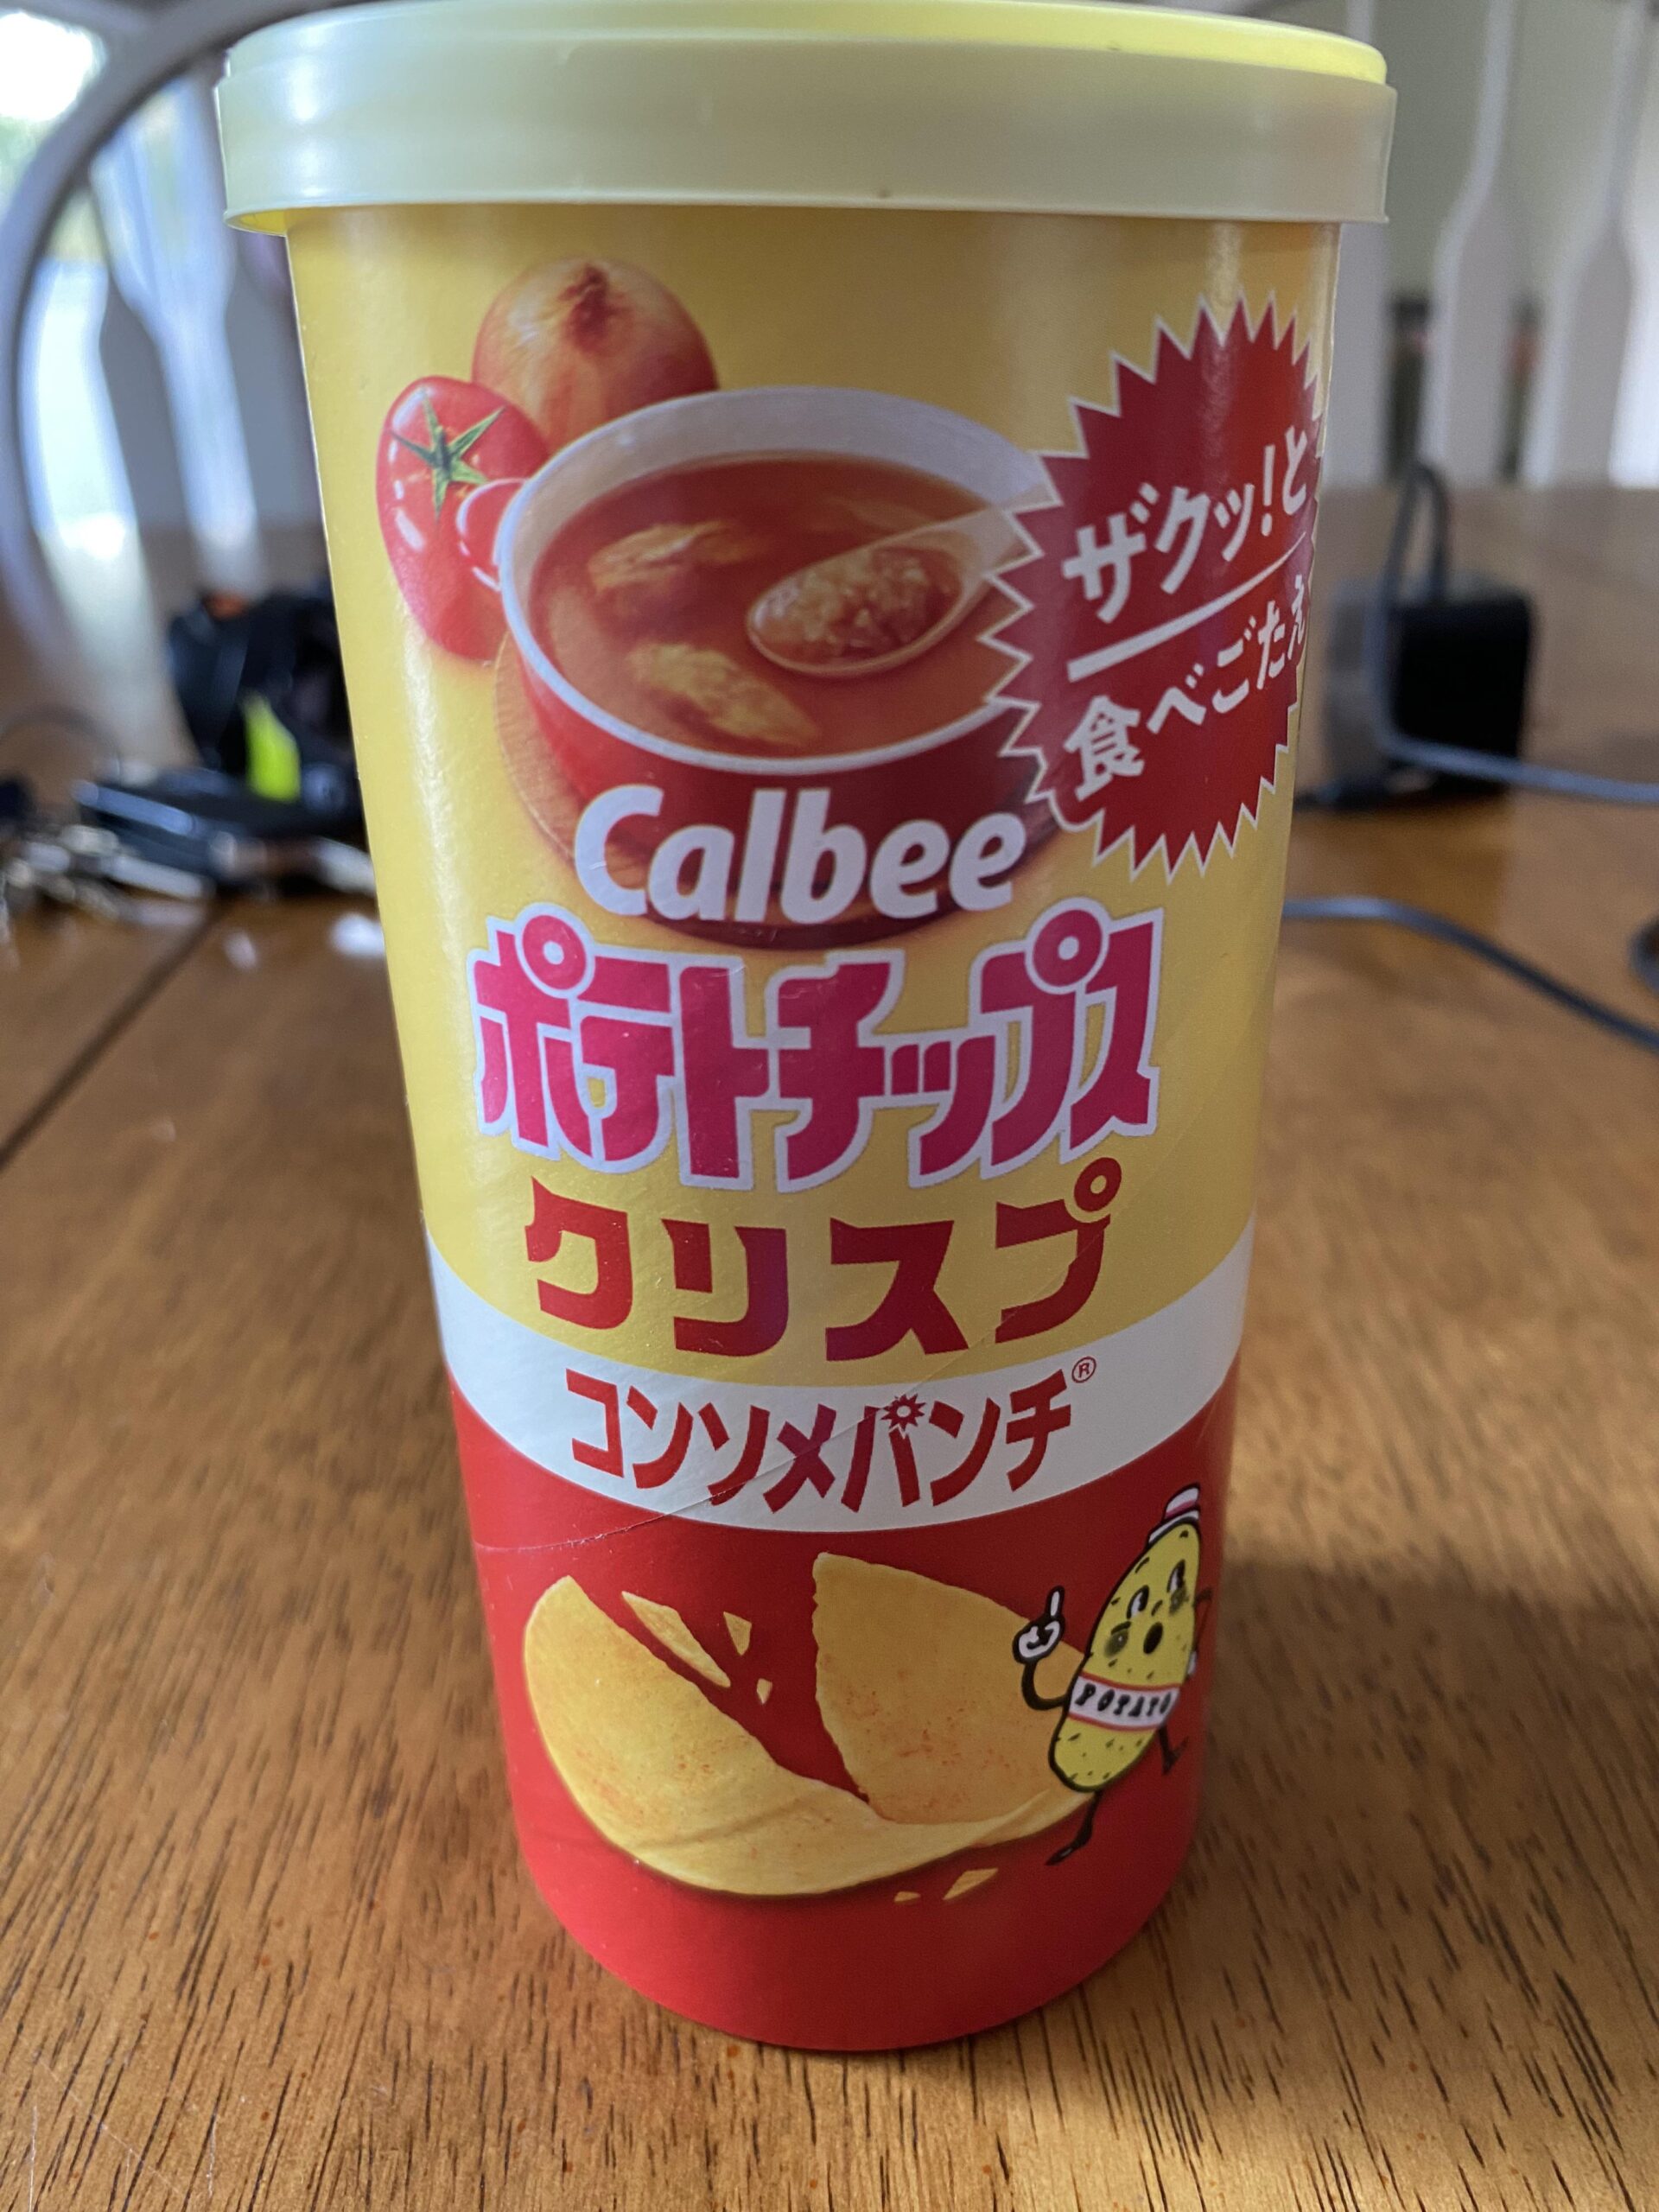 ザクッ!と
食べごたえ
Calbee
ポテトチップス
クリスプ
コンソメパンチ®
POTATO